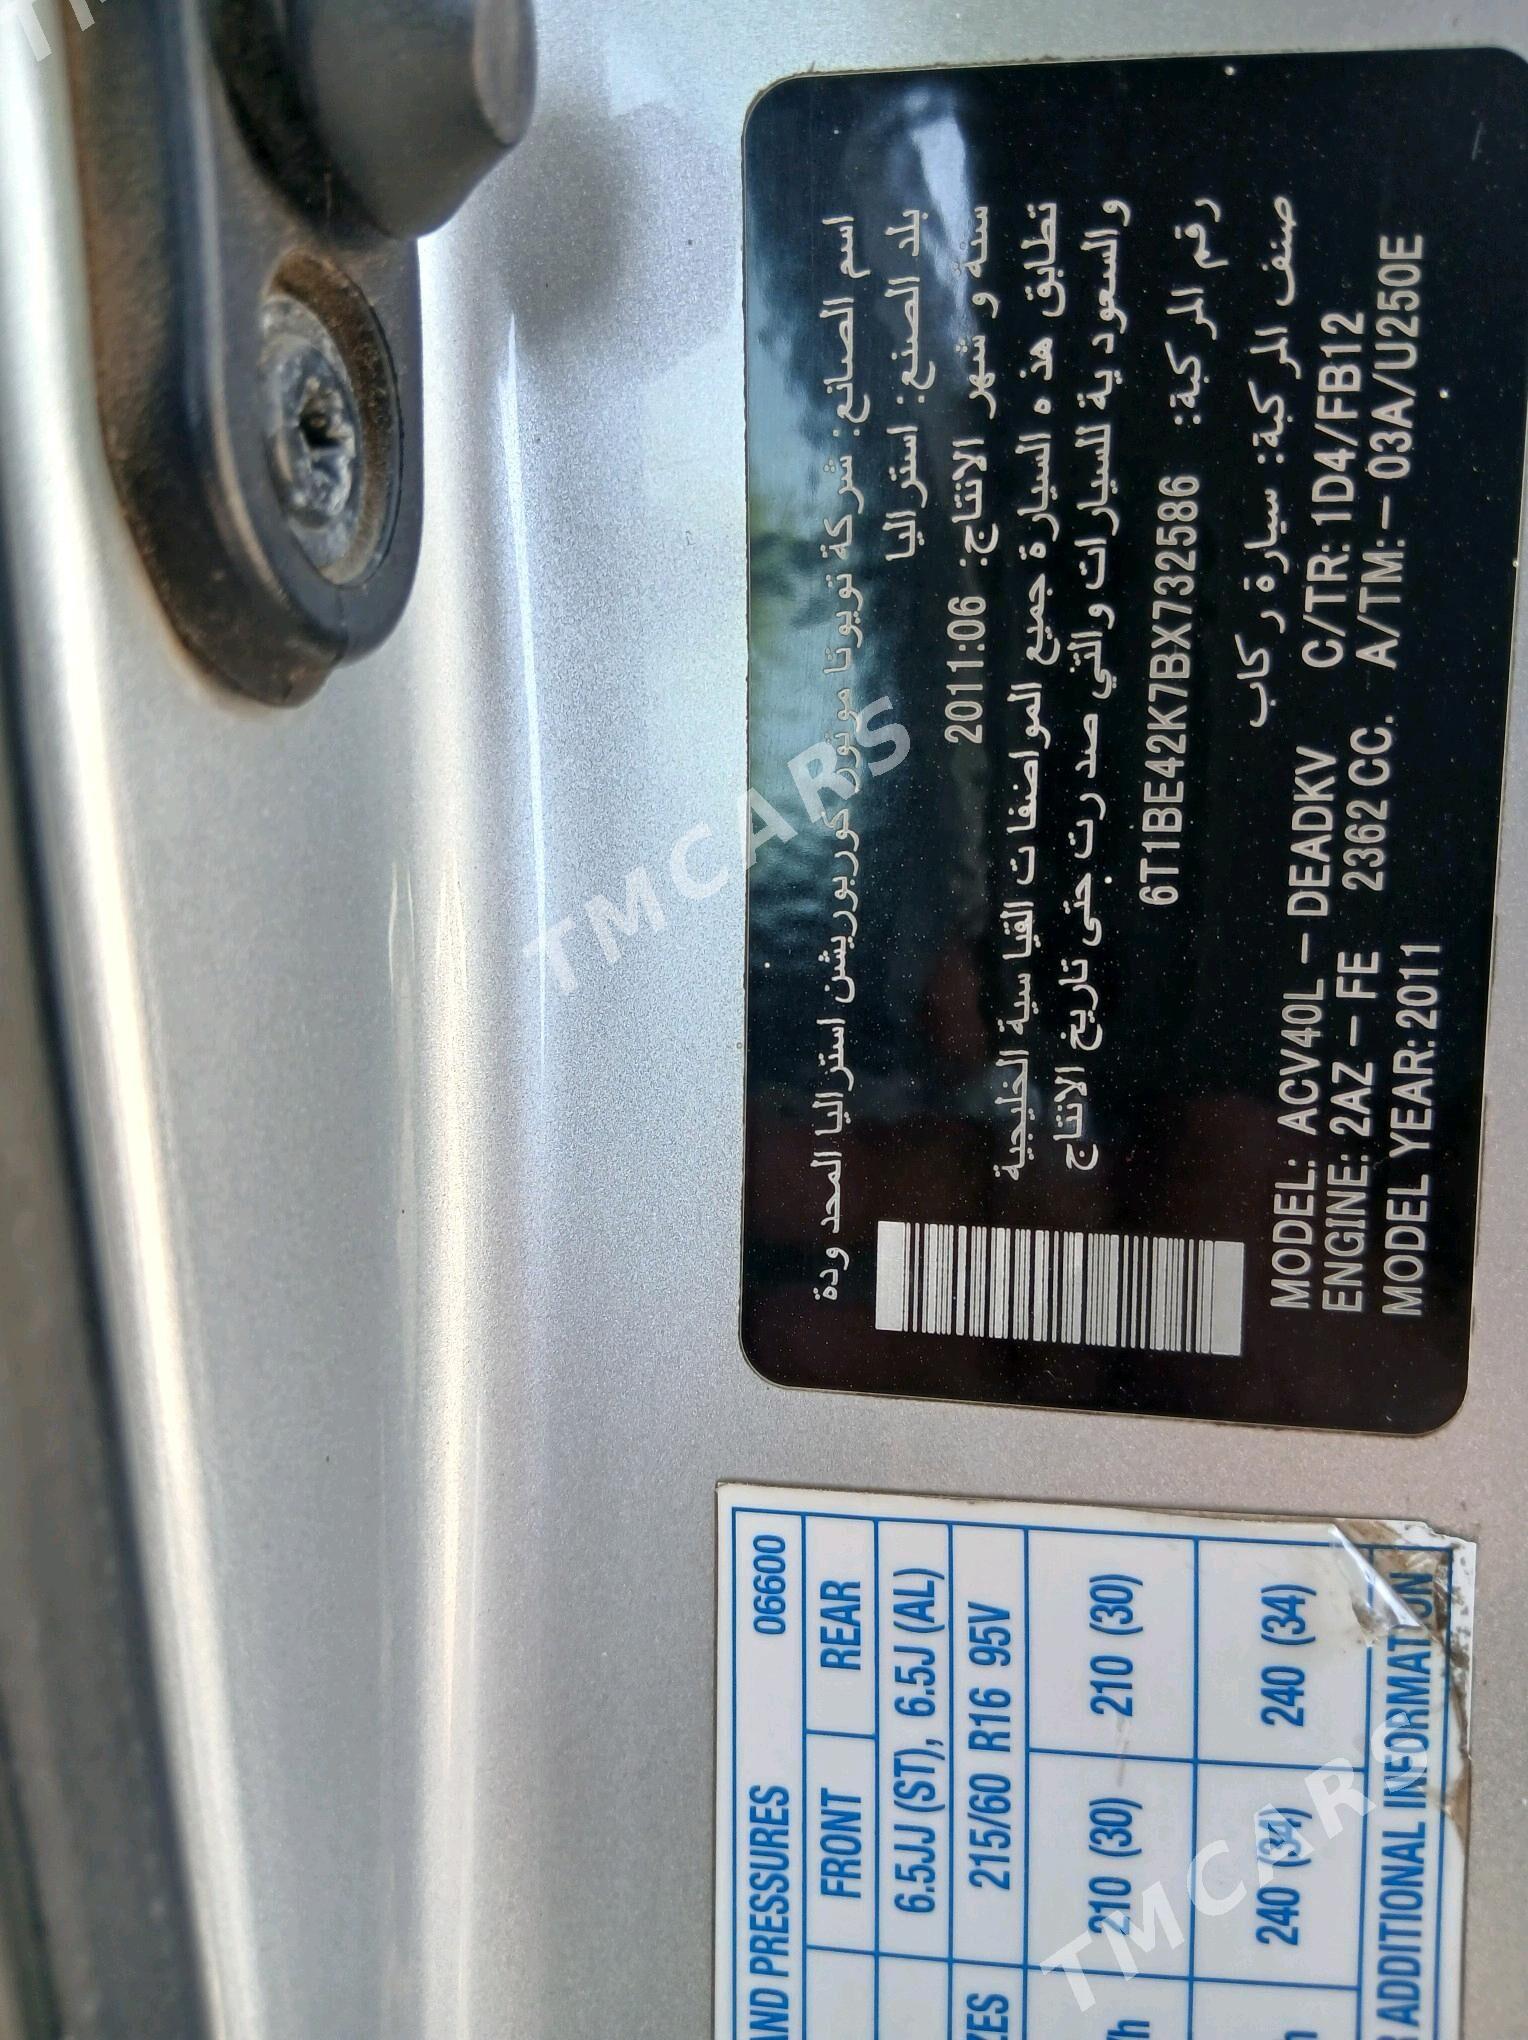 اسم الصانع: شركة تويوتا موتور كوربوريشن استراليا المحدودة
بلد الصنع: استراليا
سنة و شهر الانتاج: 2011:06
تطابق هذه السيارة جميع المواصفات القياسية الخليجية
والسعودية للسيارات والتي صدرت حتى تاريخ الانتاج
رقم المركبة: 6T1BE42K7BX732586
صنف المركبة: سيارة ركاب
MODEL: ACV40L – DEADKV C/TR: 1D4/FB12
ENGINE: 2AZ – FE 2362 CC. A/TM: – 03A/U250E
MODEL YEAR: 2011
AND PRESSURES 06600
FRONT REAR
6.5JJ (ST), 6.5J (AL)
215/60 R16 95V
210 (30) 210 (30)
240 (34) 240 (34)
ADDITIONAL INFORMATION
TMCARS
TMCARS